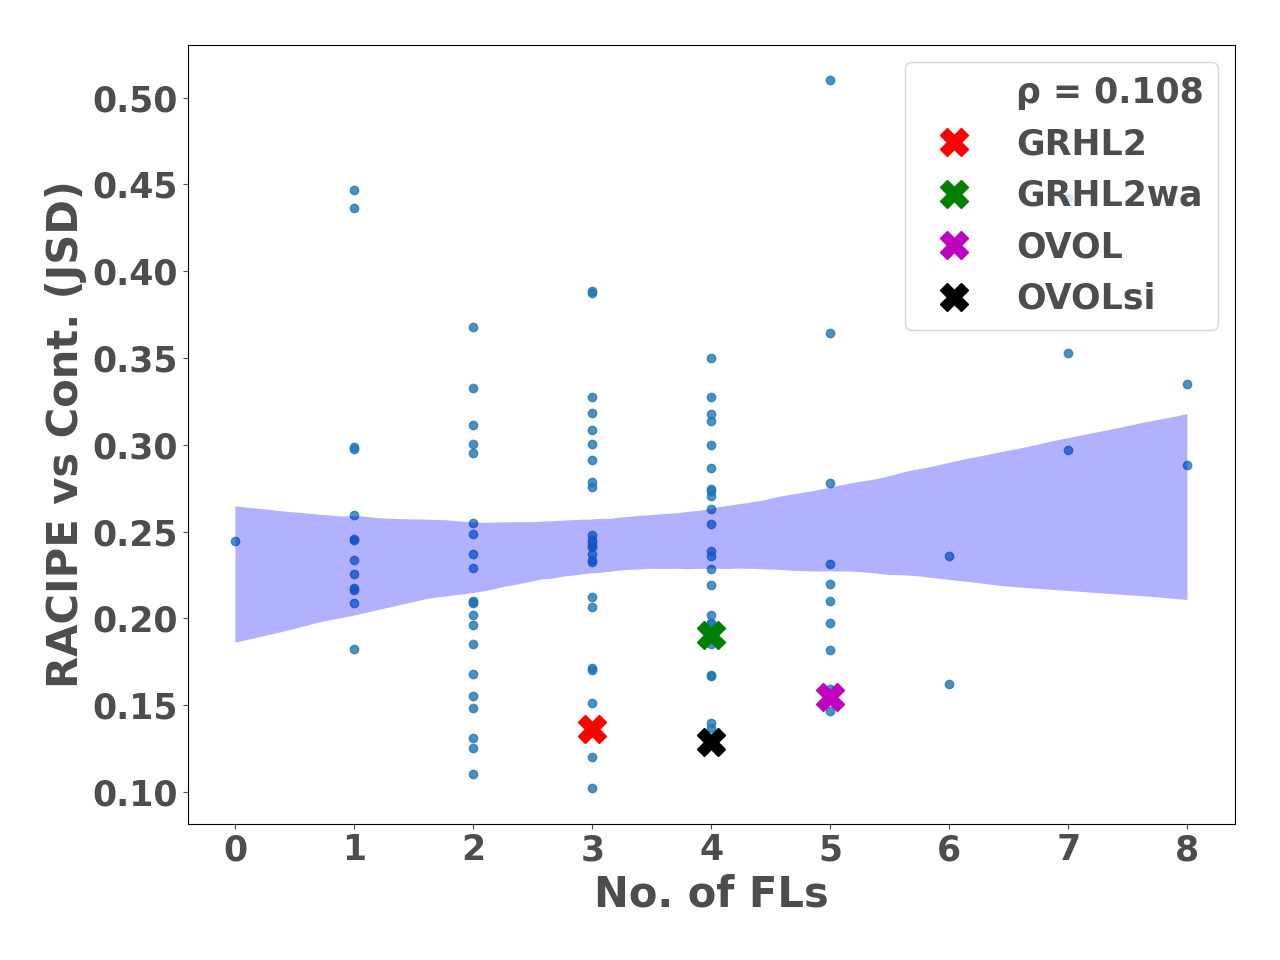 ρ = 0.108
GRHL2
GRHL2wa
OVOL
OVOLsi
RACIPE vs Cont. (JSD)
0.50
0.45
0.40
0.35
0.30
0.25
0.20
0.15
0.10
0 1 2 3 4 5 6 7 8
No. of FLs